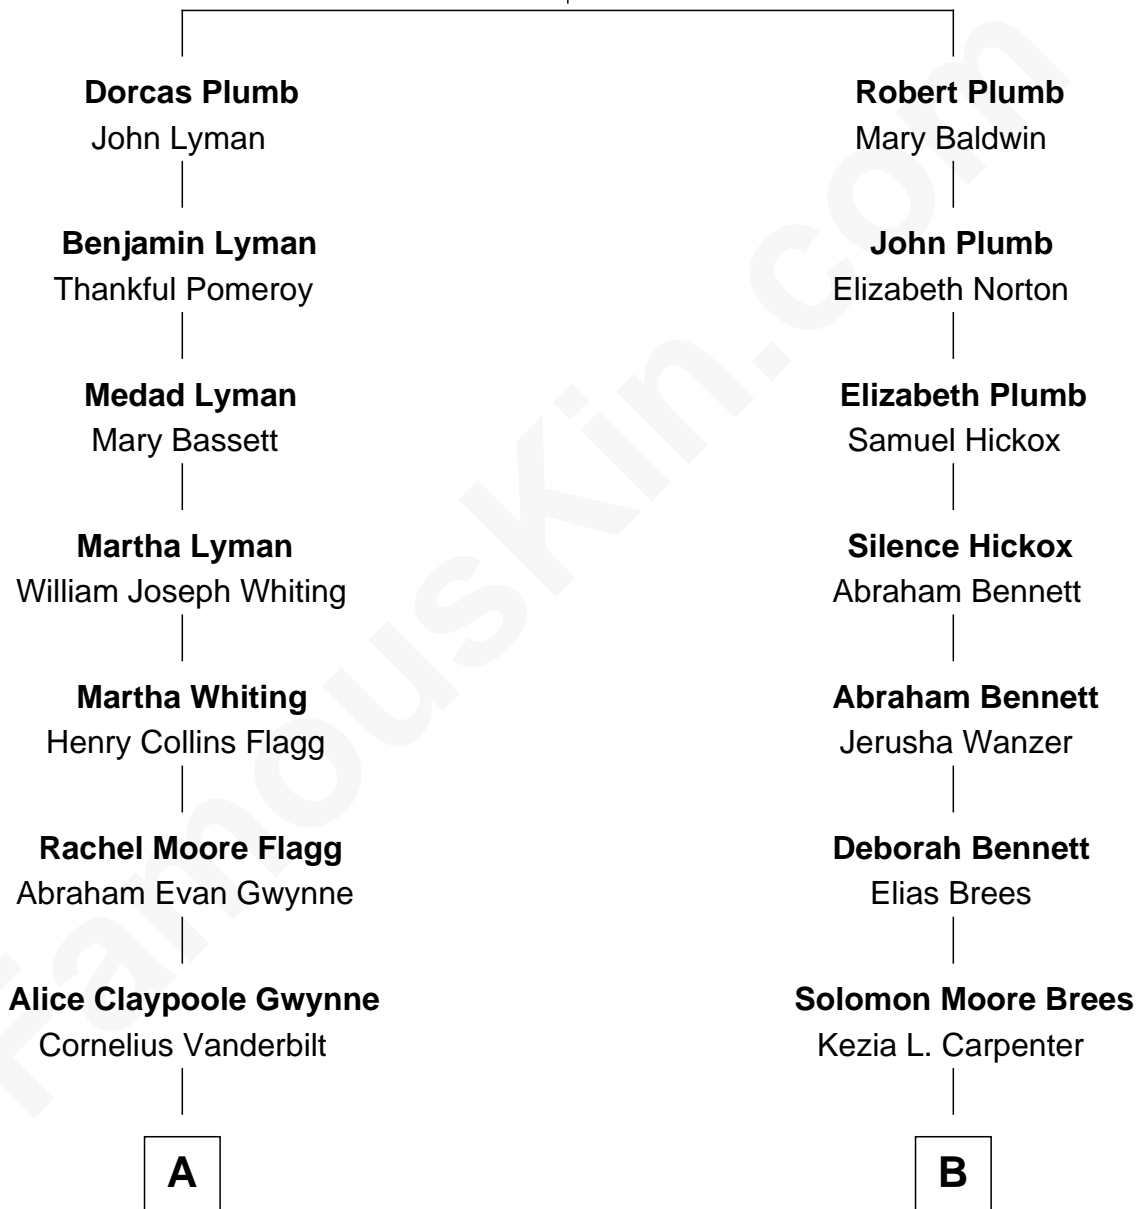 Dorcas Plumb
John Lyman
Benjamin Lyman
Thankful Pomeroy
Medad Lyman
Mary Bassett
Martha Lyman
William Joseph Whiting
Martha Whiting
Henry Collins Flagg
Rachel Moore Flagg
Abraham Evan Gwynne
Alice Claypoole Gwynne
Cornelius Vanderbilt
A
Robert Plumb
Mary Baldwin
John Plumb
Elizabeth Norton
Elizabeth Plumb
Samuel Hickox
Silence Hickox
Abraham Bennett
Abraham Bennett
Jerusha Wanzer
Deborah Bennett
Elias Brees
Solomon Moore Brees
Kezia L. Carpenter
B
FamousKin.com